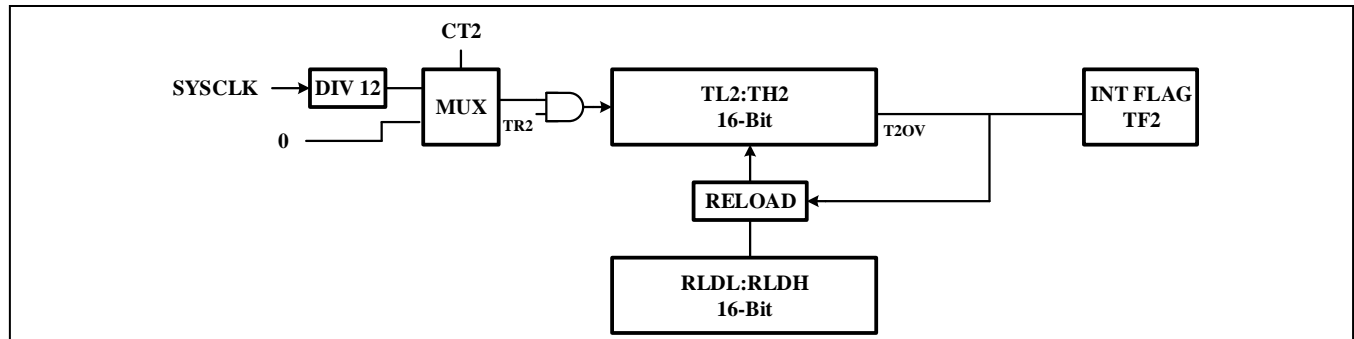 CT2
SYSCLK
DIV 12
MUX
TR2
0
TL2:TH2
16-Bit
T2OV
INT FLAG
TF2
RELOAD
RLDL:RLDH
16-Bit